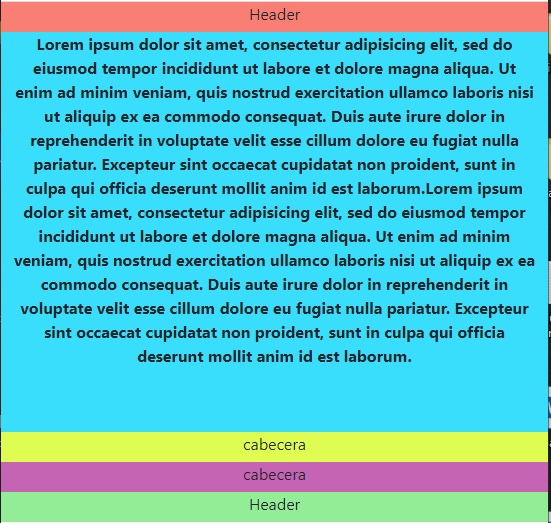 Header
Lorem ipsum dolor sit amet, consectetur adipisicing elit, sed do
eiusmod tempor incididunt ut labore et dolore magna aliqua. Ut
enim ad minim veniam, quis nostrud exercitation ullamco laboris nisi
ut aliquip ex ea commodo consequat. Duis aute irure dolor in
reprehenderit in voluptate velit esse cillum dolore eu fugiat nulla
pariatur. Excepteur sint occaecat cupidatat non proident, sunt in
culpa qui officia deserunt mollit anim id est laborum.Lorem ipsum
dolor sit amet, consectetur adipisicing elit, sed do eiusmod tempor
incididunt ut labore et dolore magna aliqua. Ut enim ad minim
veniam, quis nostrud exercitation ullamco laboris nisi ut aliquip ex ea
commodo consequat. Duis aute irure dolor in reprehenderit in
voluptate velit esse cillum dolore eu fugiat nulla pariatur. Excepteur
sint occaecat cupidatat non proident, sunt in culpa qui officia
deserunt mollit anim id est laborum.
cabecera
cabecera
Header